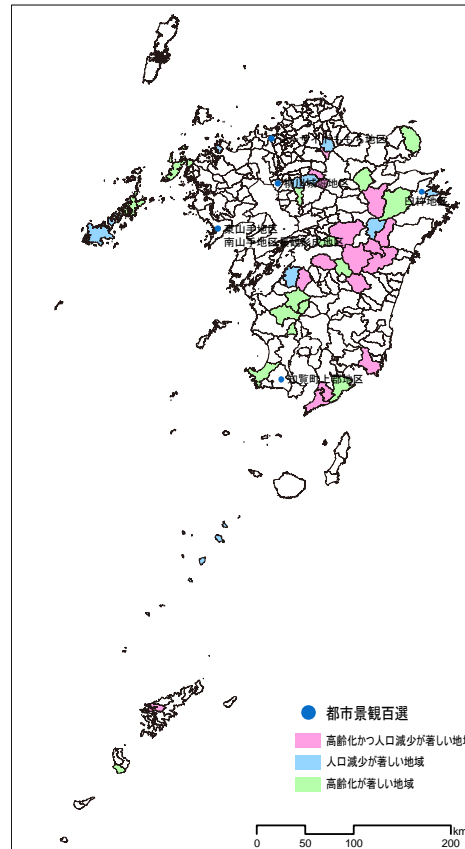 臼杵地区
東山手地区
南山手地区
知覧町上郡地区
都市景観百選
高齢化かつ人口減少が著しい地域
人口減少が著しい地域
高齢化が著しい地域
km
0 50 100 200